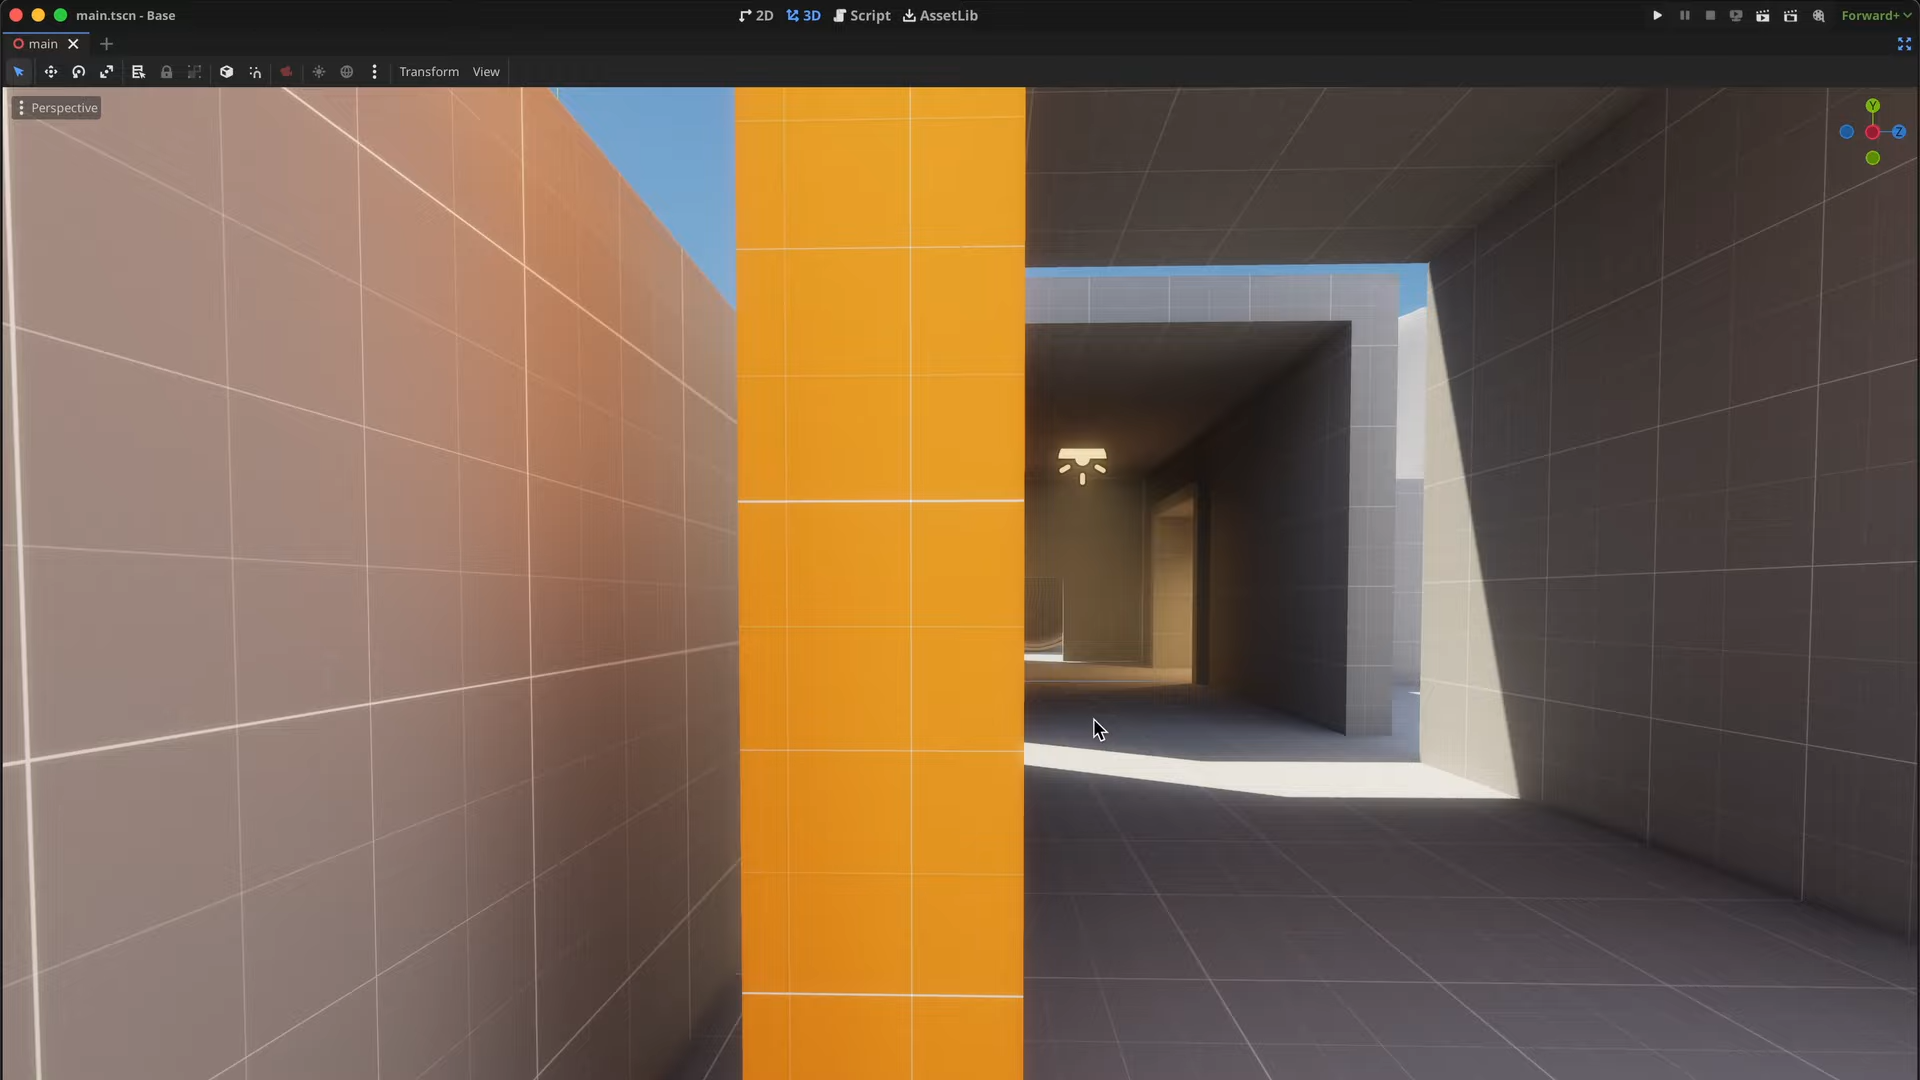 main.tscn - Base
2D 3D Script AssetLib
Forward+
main
Transform View
Perspective
Y
Z